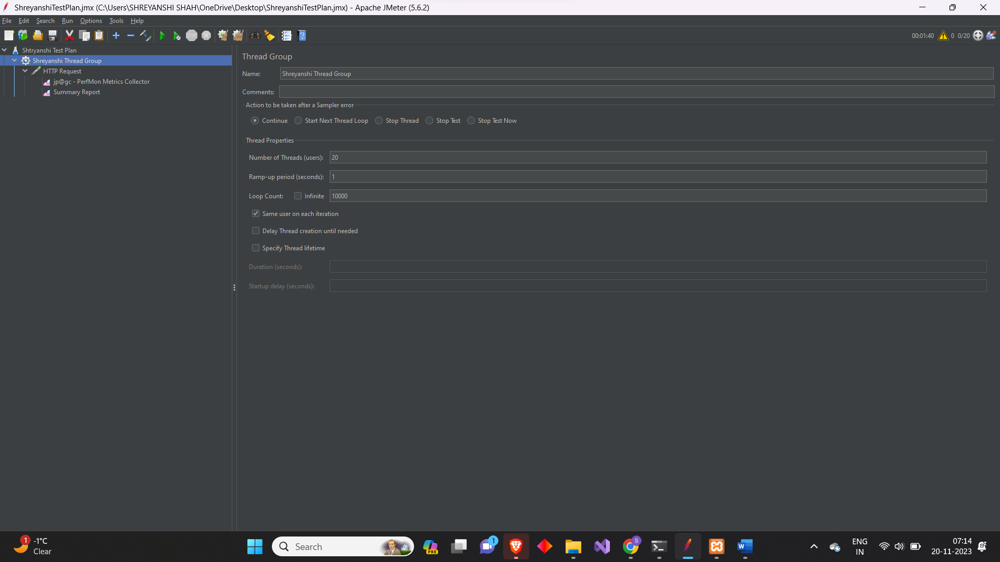 ShreyanshiTestPlan.jmx (C:\Users\SHREYANSHI SHAH\OneDrive\Desktop\ShreyanshiTestPlan.jmx) - Apache JMeter (5.6.2)
File Edit Search Run Options Tools Help
00:01:40 0 0/20
Shtryanshi Test Plan
Shreyanshi Thread Group
HTTP Request
jp@gc - PerfMon Metrics Collector
Summary Report
Thread Group
Name: Shreyanshi Thread Group
Comments:
Action to be taken after a Sampler error
Continue Start Next Thread Loop Stop Thread Stop Test Stop Test Now
Thread Properties
Number of Threads (users): 20
Ramp-up period (seconds): 1
Loop Count: Infinite 10000
Same user on each iteration
Delay Thread creation until needed
Specify Thread lifetime
Duration (seconds):
Startup delay (seconds):
1 -1°C
Clear
Search
PRE
1
S
W
ENG
IN
07:14
20-11-2023